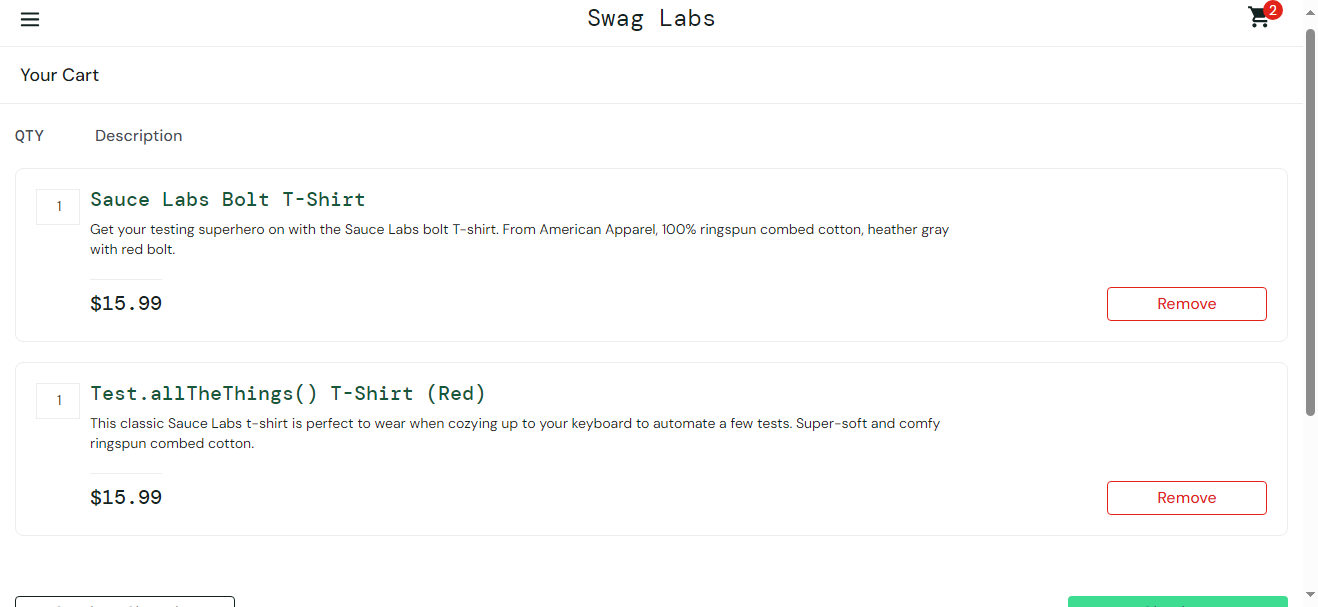 Swag Labs
2
Your Cart
QTY Description
1
Sauce Labs Bolt T-Shirt
Get your testing superhero on with the Sauce Labs bolt T-shirt. From American Apparel, 100% ringspun combed cotton, heather gray
with red bolt.
$15.99
Remove
1
Test.allTheThings() T-Shirt (Red)
This classic Sauce Labs t-shirt is perfect to wear when cozying up to your keyboard to automate a few tests. Super-soft and comfy
ringspun combed cotton.
$15.99
Remove